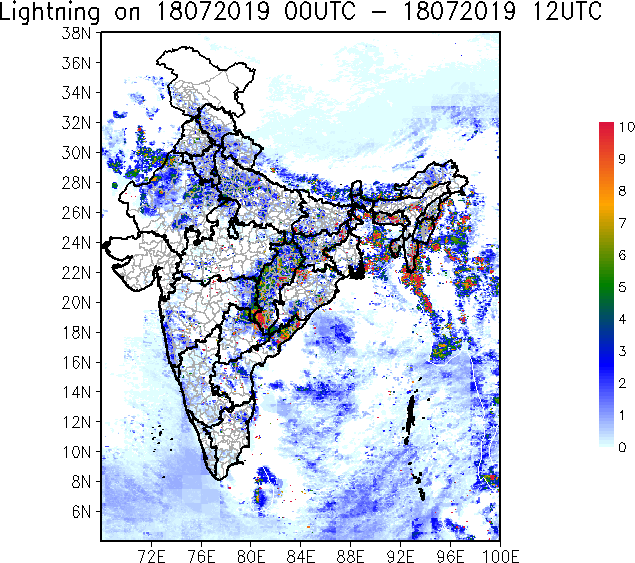 Lightning on 18072019 00UTC – 18072019 12UTC
38N
36N
34N
32N
30N
28N
26N
24N
22N
20N
18N
16N
14N
12N
10N
8N
6N
72E 76E 80E 84E 88E 92E 96E 100E
10
9
8
7
6
5
4
3
2
1
0